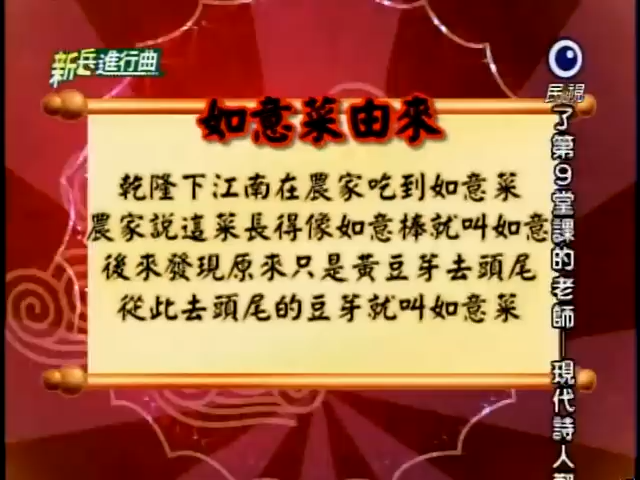 新兵進行曲
民視
如意菜由來
乾隆下江南在農家吃到如意菜
農家說這菜長得像如意棒就叫如意
後來發現原來只是黃豆芽去頭尾
從此去頭尾的豆芽就叫如意菜
了第9堂課的老師—現代詩人